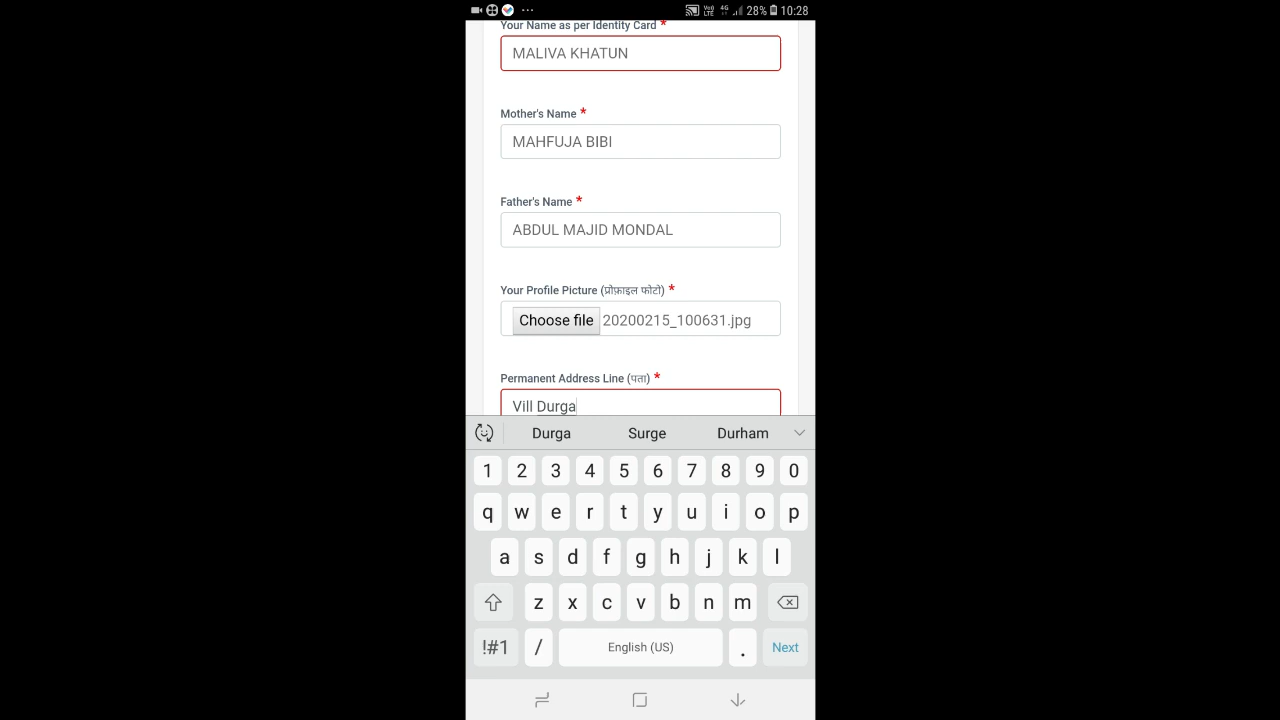 28% 10:28
Your Name as per Identity Card *
MALIVA KHATUN
Mother's Name *
MAHFUJA BIBI
Father's Name *
ABDUL MAJID MONDAL
Your Profile Picture (प्रोफ़ाइल फोटो) *
Choose file 20200215_100631.jpg
Permanent Address Line (पता) *
Vill Durga
Durga Surge Durham
1 2 3 4 5 6 7 8 9 0
q w e r t y u i o p
a s d f g h j k l
z x c v b n m
!#1 / English (US) . Next